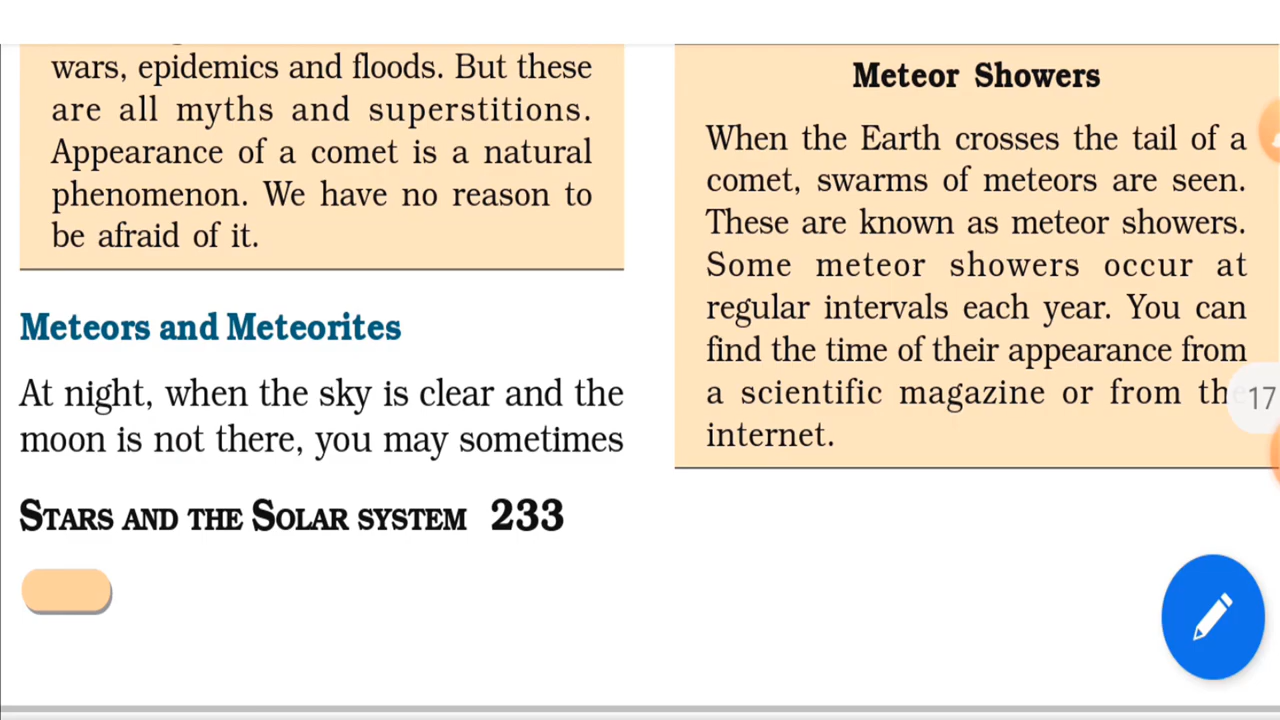 wars, epidemics and floods. But these
are all myths and superstitions.
Appearance of a comet is a natural
phenomenon. We have no reason to
be afraid of it.
Meteors and Meteorites
At night, when the sky is clear and the
moon is not there, you may sometimes
STARS AND THE SOLAR SYSTEM 233
Meteor Showers
When the Earth crosses the tail of a
comet, swarms of meteors are seen.
These are known as meteor showers.
Some meteor showers occur at
regular intervals each year. You can
find the time of their appearance from
a scientific magazine or from the
internet.
17